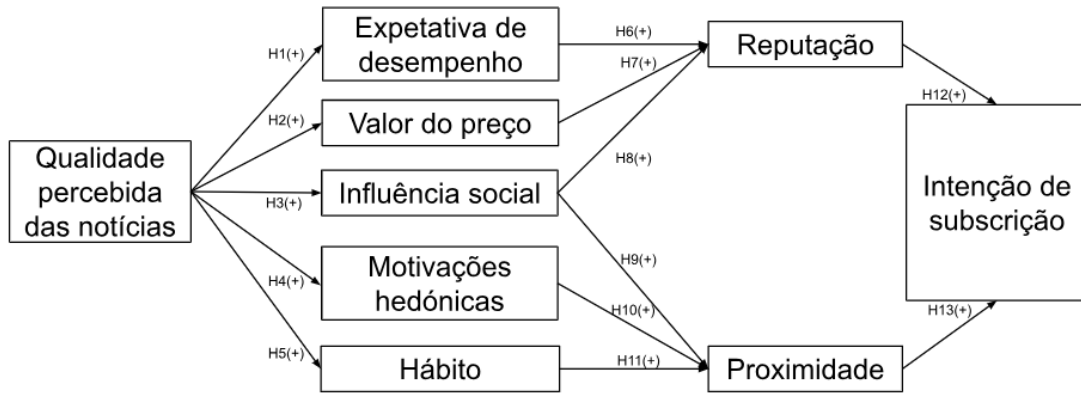 Qualidade
percebida
das notícias
H1(+)
H2(+)
H3(+)
H4(+)
H5(+)
Expetativa de
desempenho
Valor do preço
Influência social
Motivações
hedónicas
Hábito
H6(+)
H7(+)
H8(+)
H9(+)
H10(+)
H11(+)
Reputação
Proximidade
H12(+)
H13(+)
Intenção de
subscrição